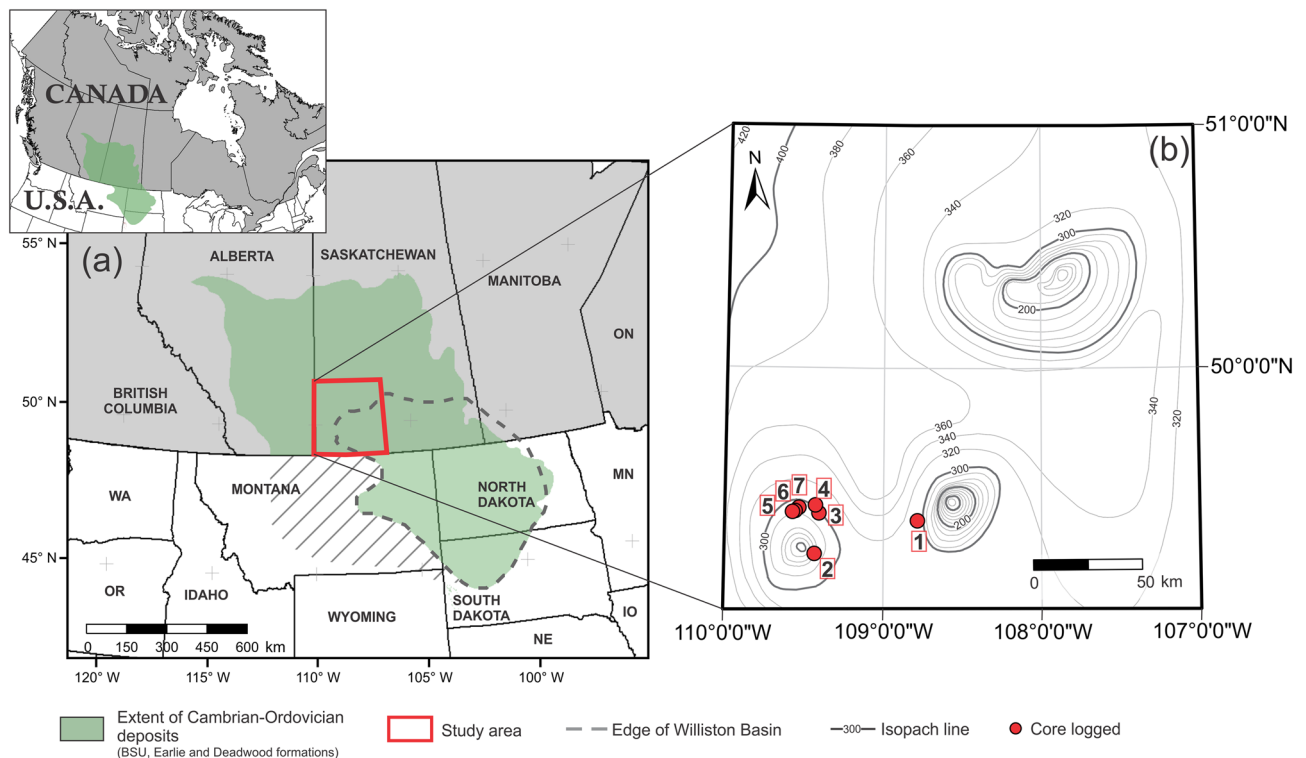 CANADA
U.S.A.
(a)
55° N
50° N
45° N
ALBERTA
SASKATCHEWAN
MANITOBA
ON
BRITISH
COLUMBIA
WA
MONTANA
NORTH
DAKOTA
MN
OR
IDAHO
WYOMING
SOUTH
DAKOTA
IO
NE
0 150 300 450 600 km
120° W 115° W 110° W 105° W 100° W
(b)
N
51°0'0"N
50°0'0"N
420
400
380
360
340
320
300
200
340
320
360
340
320
300
200
300
1
2
3
4
5
6
7
0 50 km
110°0'0"W 109°0'0"W 108°0'0"W 107°0'0"W
Extent of Cambrian-Ordovician
deposits
(BSU, Earlie and Deadwood formations)
Study area
Edge of Williston Basin
300 Isopach line
Core logged